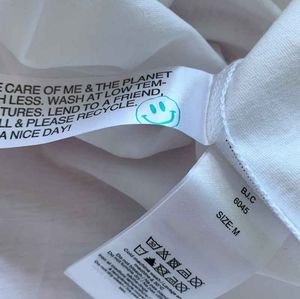 E CARE OF ME & THE PLANET
H LESS. WASH AT LOW TEM-
TURES. LEND TO A FRIEND,
LL & PLEASE RECYCLE.
A NICE DAY!
B.I.C
6045
SIZE: M